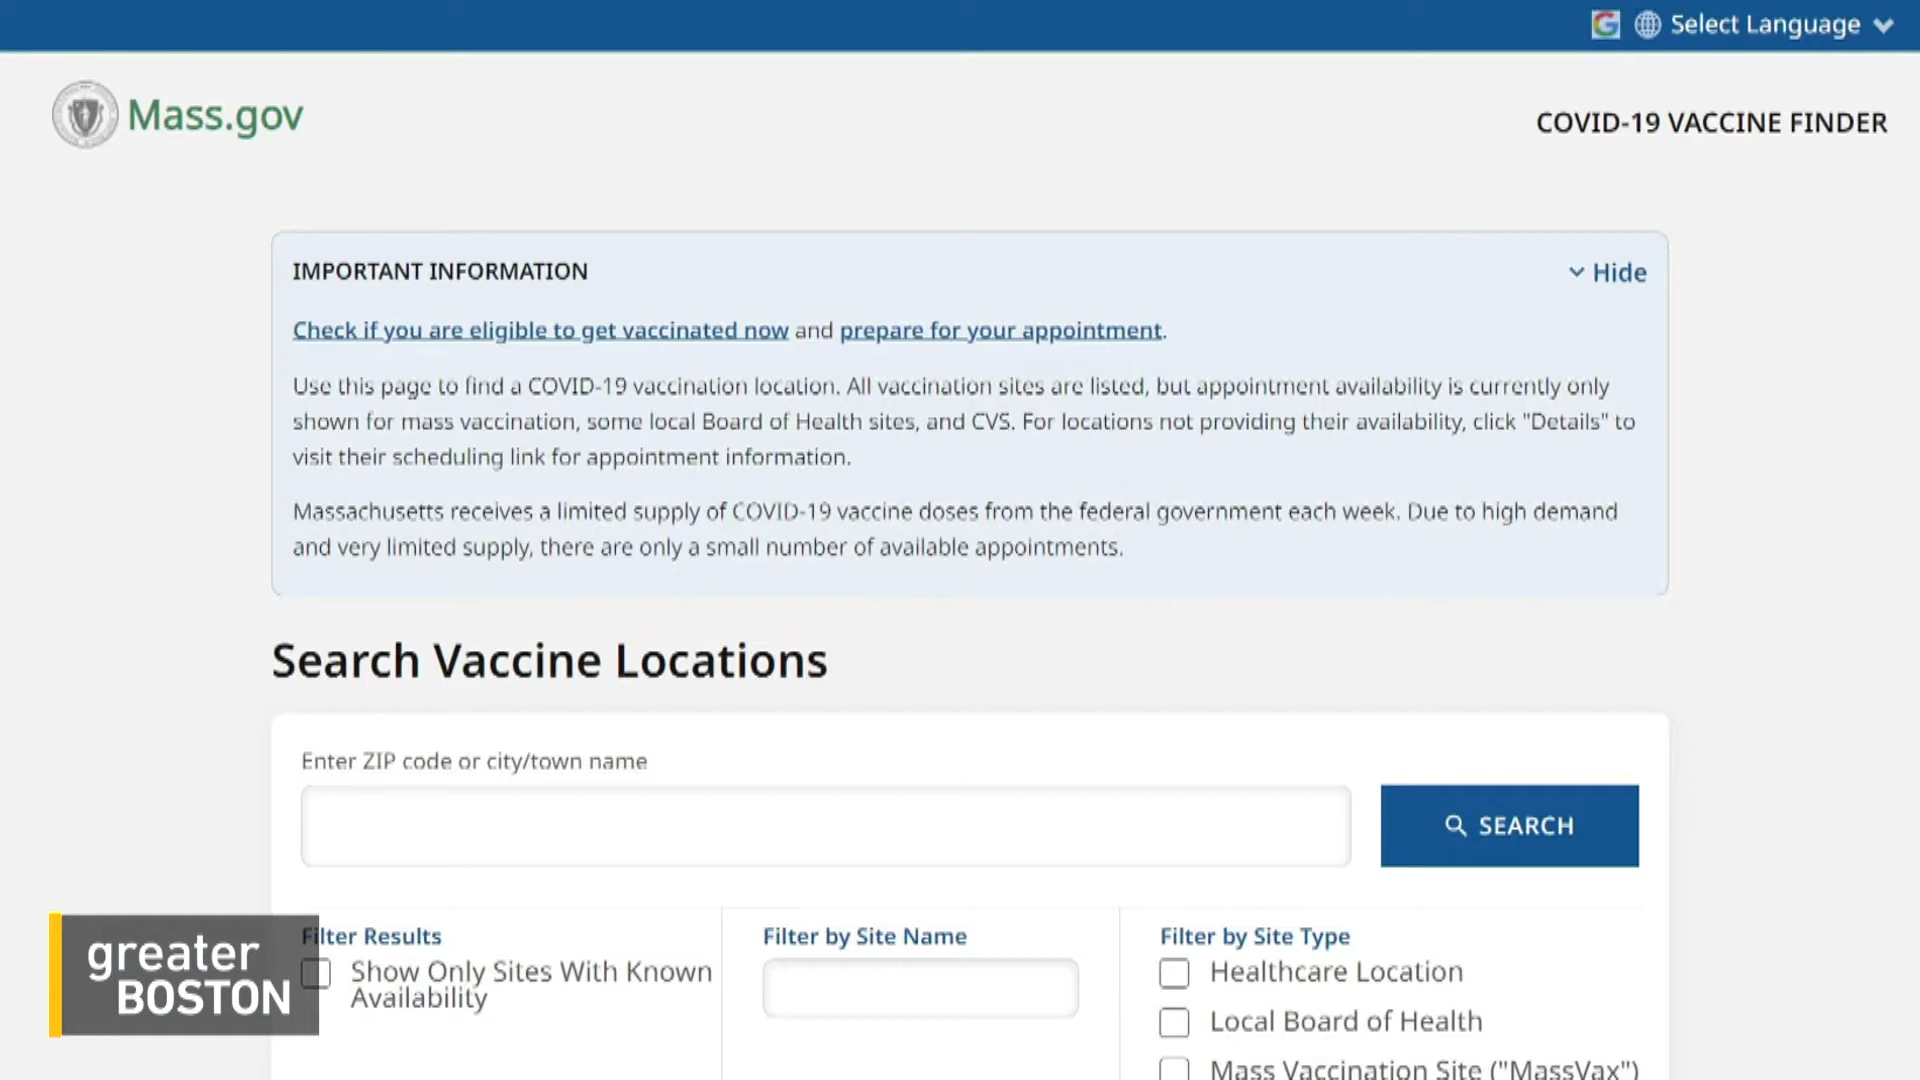 Select Language
Mass.gov
COVID-19 VACCINE FINDER
IMPORTANT INFORMATION
Hide
Check if you are eligible to get vaccinated now and prepare for your appointment.
Use this page to find a COVID-19 vaccination location. All vaccination sites are listed, but appointment availability is currently only
shown for mass vaccination, some local Board of Health sites, and CVS. For locations not providing their availability, click "Details" to
visit their scheduling link for appointment information.
Massachusetts receives a limited supply of COVID-19 vaccine doses from the federal government each week. Due to high demand
and very limited supply, there are only a small number of available appointments.
Search Vaccine Locations
Enter ZIP code or city/town name
SEARCH
Filter Results
Show Only Sites With Known
Availability
Filter by Site Name
Filter by Site Type
Healthcare Location
Local Board of Health
Mass Vaccination Site ("MassVax")
greater
BOSTON